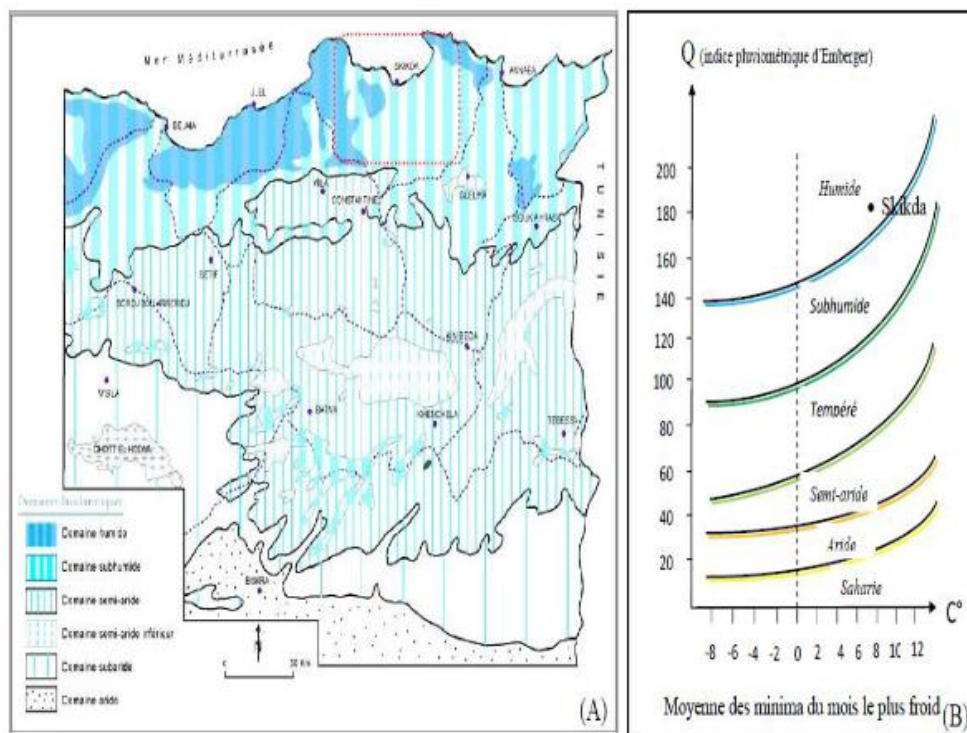 Mer Méditerranée
SKIKDA
ANNABA
JIJEL
BEJAIA
MILA
CONSTANTINE
GUELMA
SOUK AHRAS
TUNISIE
SETIF
BORDJ BOU ARRERIDJ
M'SILA
BATNA
KHENCHELA
TEBESSA
CHOTT EL HODNA
BISKRA
N
0 50 Km
Domaine humide
Domaine subhumide
Domaine semi-aride
Domaine semi-aride inférieur
Domaine subaride
Domaine aride
(A)
Q (indice pluviométrique d'Emberger)
200
180
160
140
120
100
80
60
40
20
Humide
Skikda
Subhumide
Tempéré
Semi-aride
Aride
Saharie
C°
-8 -6 -4 -2 0 2 4 6 8 10 12
Moyenne des minima du mois le plus froid
(B)